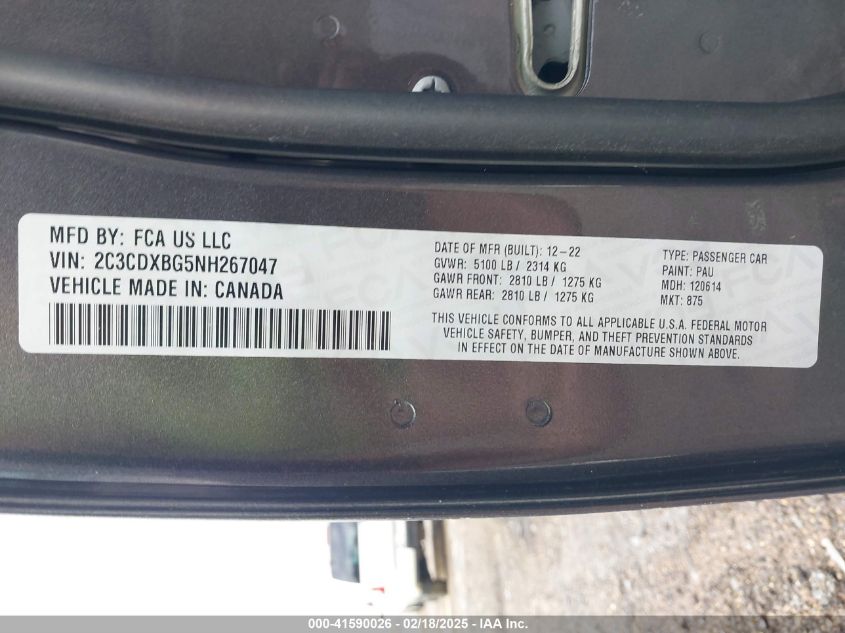 MFD BY: FCA US LLC
VIN: 2C3CDXBG5NH267047
VEHICLE MADE IN: CANADA
DATE OF MFR (BUILT): 12-22
GVWR: 5100 LB / 2314 KG
GAWR FRONT: 2810 LB / 1275 KG
GAWR REAR: 2810 LB / 1275 KG
TYPE: PASSENGER CAR
PAINT: PAU
MDH: 120614
MKT: 875
THIS VEHICLE CONFORMS TO ALL APPLICABLE U.S.A. FEDERAL MOTOR
VEHICLE SAFETY, BUMPER, AND THEFT PREVENTION STANDARDS
IN EFFECT ON THE DATE OF MANUFACTURE SHOWN ABOVE.
000-41590026 - 02/18/2025 - IAA Inc.